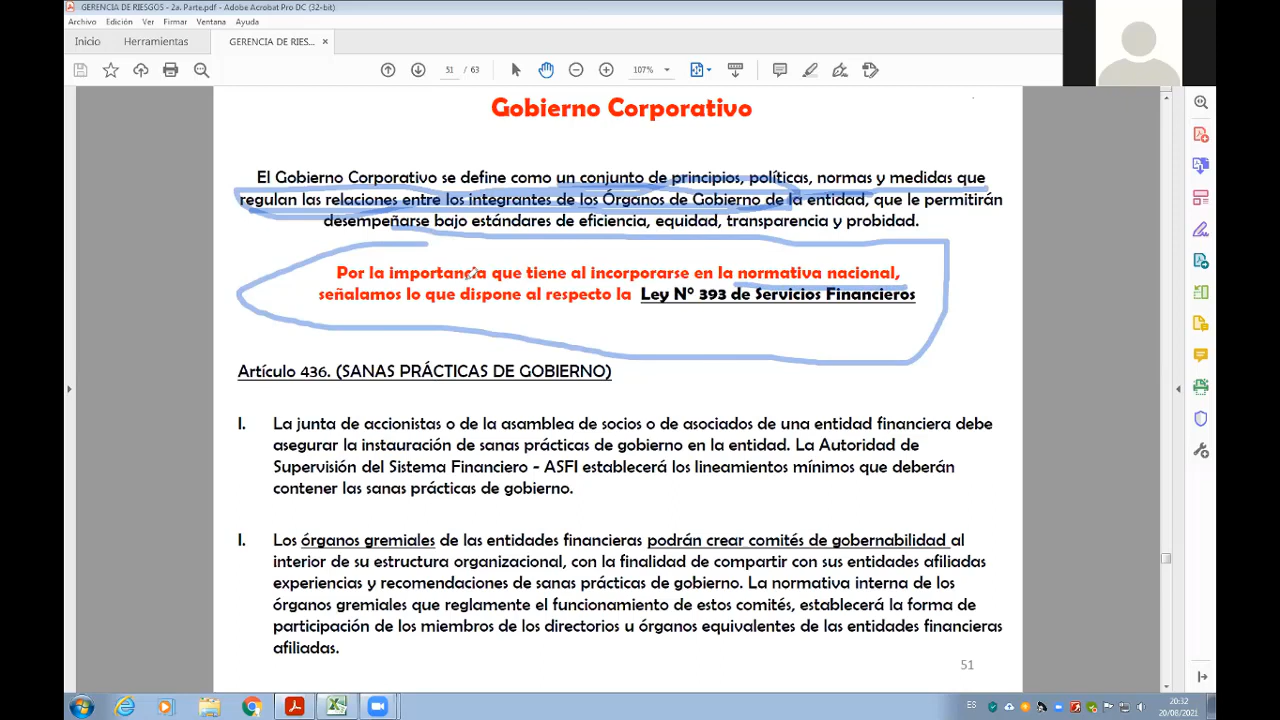 GERENCIA DE RIESGOS - 2a. Parte.pdf - Adobe Acrobat Pro DC (32-bit)
Archivo Edición Ver Firmar Ventana Ayuda
Inicio Herramientas GERENCIA DE RIES... ×
51 / 63 107%
Gobierno Corporativo
El Gobierno Corporativo se define como un conjunto de principios, políticas, normas y medidas que
regulan las relaciones entre los integrantes de los Órganos de Gobierno de la entidad, que le permitirán
desempeñarse bajo estándares de eficiencia, equidad, transparencia y probidad.
Por la importancia que tiene al incorporarse en la normativa nacional,
señalamos lo que dispone al respecto la Ley N° 393 de Servicios Financieros
Artículo 436. (SANAS PRÁCTICAS DE GOBIERNO)
I. La junta de accionistas o de la asamblea de socios o de asociados de una entidad financiera debe
asegurar la instauración de sanas prácticas de gobierno en la entidad. La Autoridad de
Supervisión del Sistema Financiero - ASFI establecerá los lineamientos mínimos que deberán
contener las sanas prácticas de gobierno.
I. Los órganos gremiales de las entidades financieras podrán crear comités de gobernabilidad al
interior de su estructura organizacional, con la finalidad de compartir con sus entidades afiliadas
experiencias y recomendaciones de sanas prácticas de gobierno. La normativa interna de los
órganos gremiales que reglamente el funcionamiento de estos comités, establecerá la forma de
participación de los miembros de los directorios u órganos equivalentes de las entidades financieras
afiliadas.
51
ES
20:32
20/08/2021